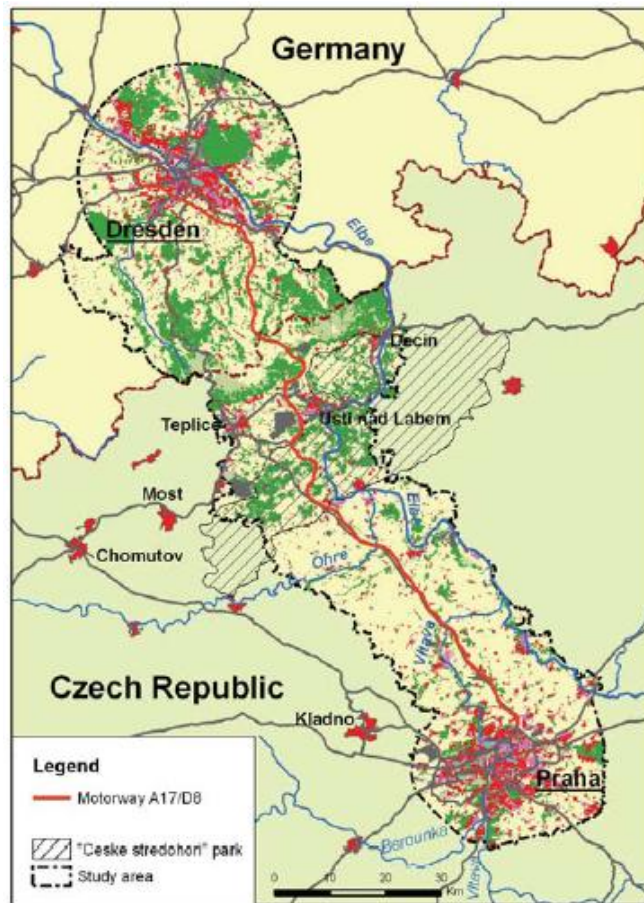 Germany
Dresden
Elbe
Decin
Usti nad Labem
Teplice
Most
Chomutov
Elbe
Ohre
Vltava
Czech Republic
Kladno
Praha
Berounka
Vltava
Legend
Motorway A17/D8
"Ceske stredohori" park
Study area
0 10 20 30
Km